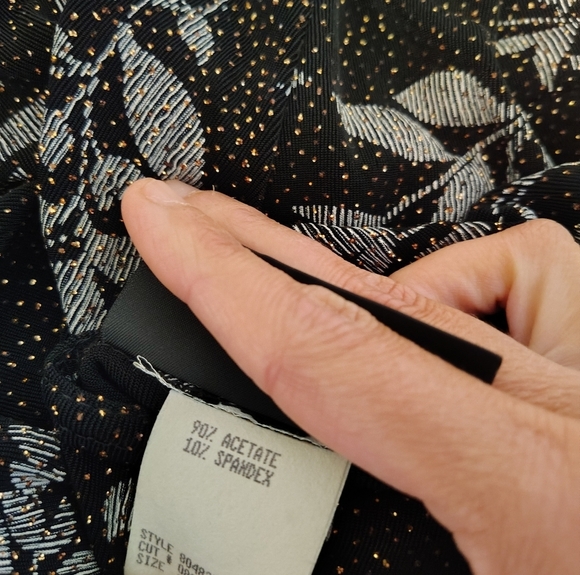 90% ACETATE
10% SPANDEX
STYLE
CUT #
SIZE